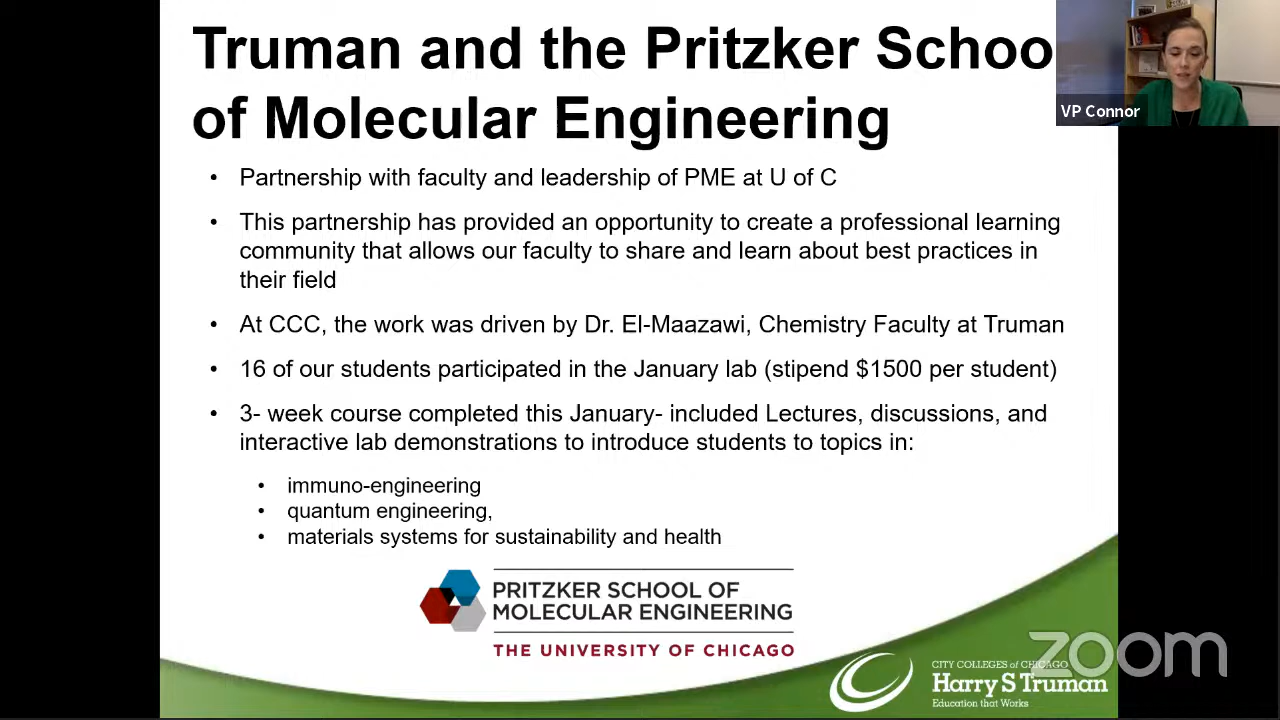 Truman and the Pritzker Schoo
of Molecular Engineering
VP Connor
• Partnership with faculty and leadership of PME at U of C
• This partnership has provided an opportunity to create a professional learning
community that allows our faculty to share and learn about best practices in
their field
• At CCC, the work was driven by Dr. El-Maazawi, Chemistry Faculty at Truman
• 16 of our students participated in the January lab (stipend $1500 per student)
• 3- week course completed this January- included Lectures, discussions, and
interactive lab demonstrations to introduce students to topics in:
• immuno-engineering
• quantum engineering,
• materials systems for sustainability and health
PRITZKER SCHOOL OF
MOLECULAR ENGINEERING
THE UNIVERSITY OF CHICAGO
zoom
CITY COLLEGES of CHICAGO
Harry S Truman
Education that Works